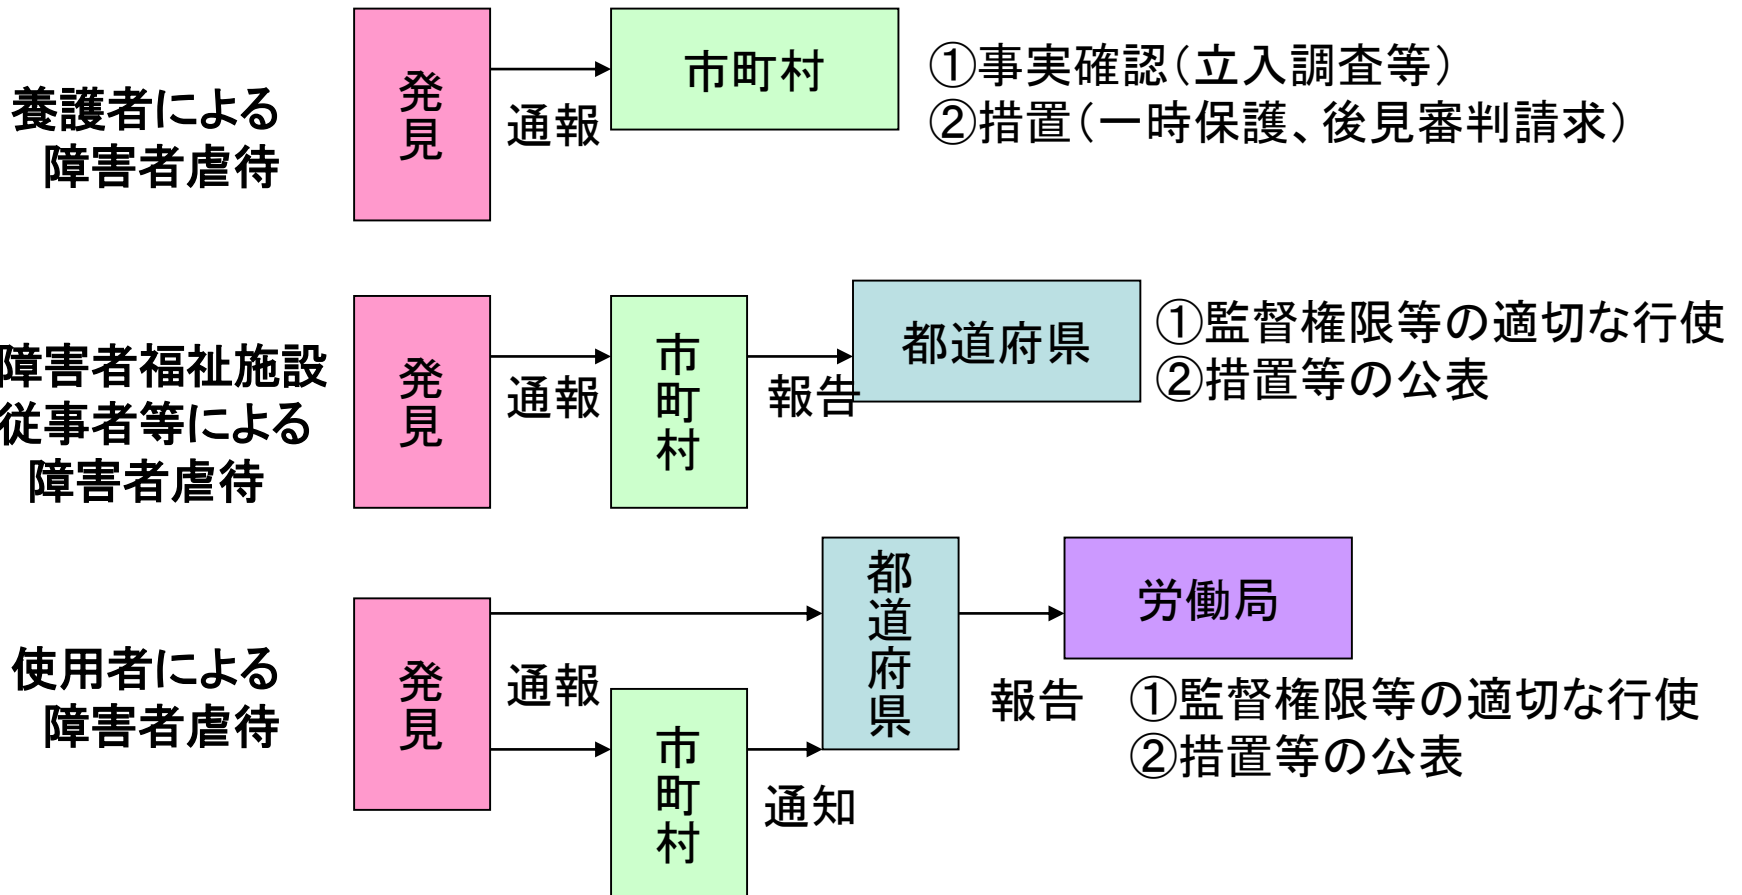 養護者による
障害者虐待
発見
通報
市町村
①事実確認(立入調査等)
②措置(一時保護、後見審判請求)
障害者福祉施設
従事者等による
障害者虐待
発見
通報
市町村
報告
都道府県
①監督権限等の適切な行使
②措置等の公表
使用者による
障害者虐待
発見
通報
市町村
通知
都道府県
報告
労働局
①監督権限等の適切な行使
②措置等の公表